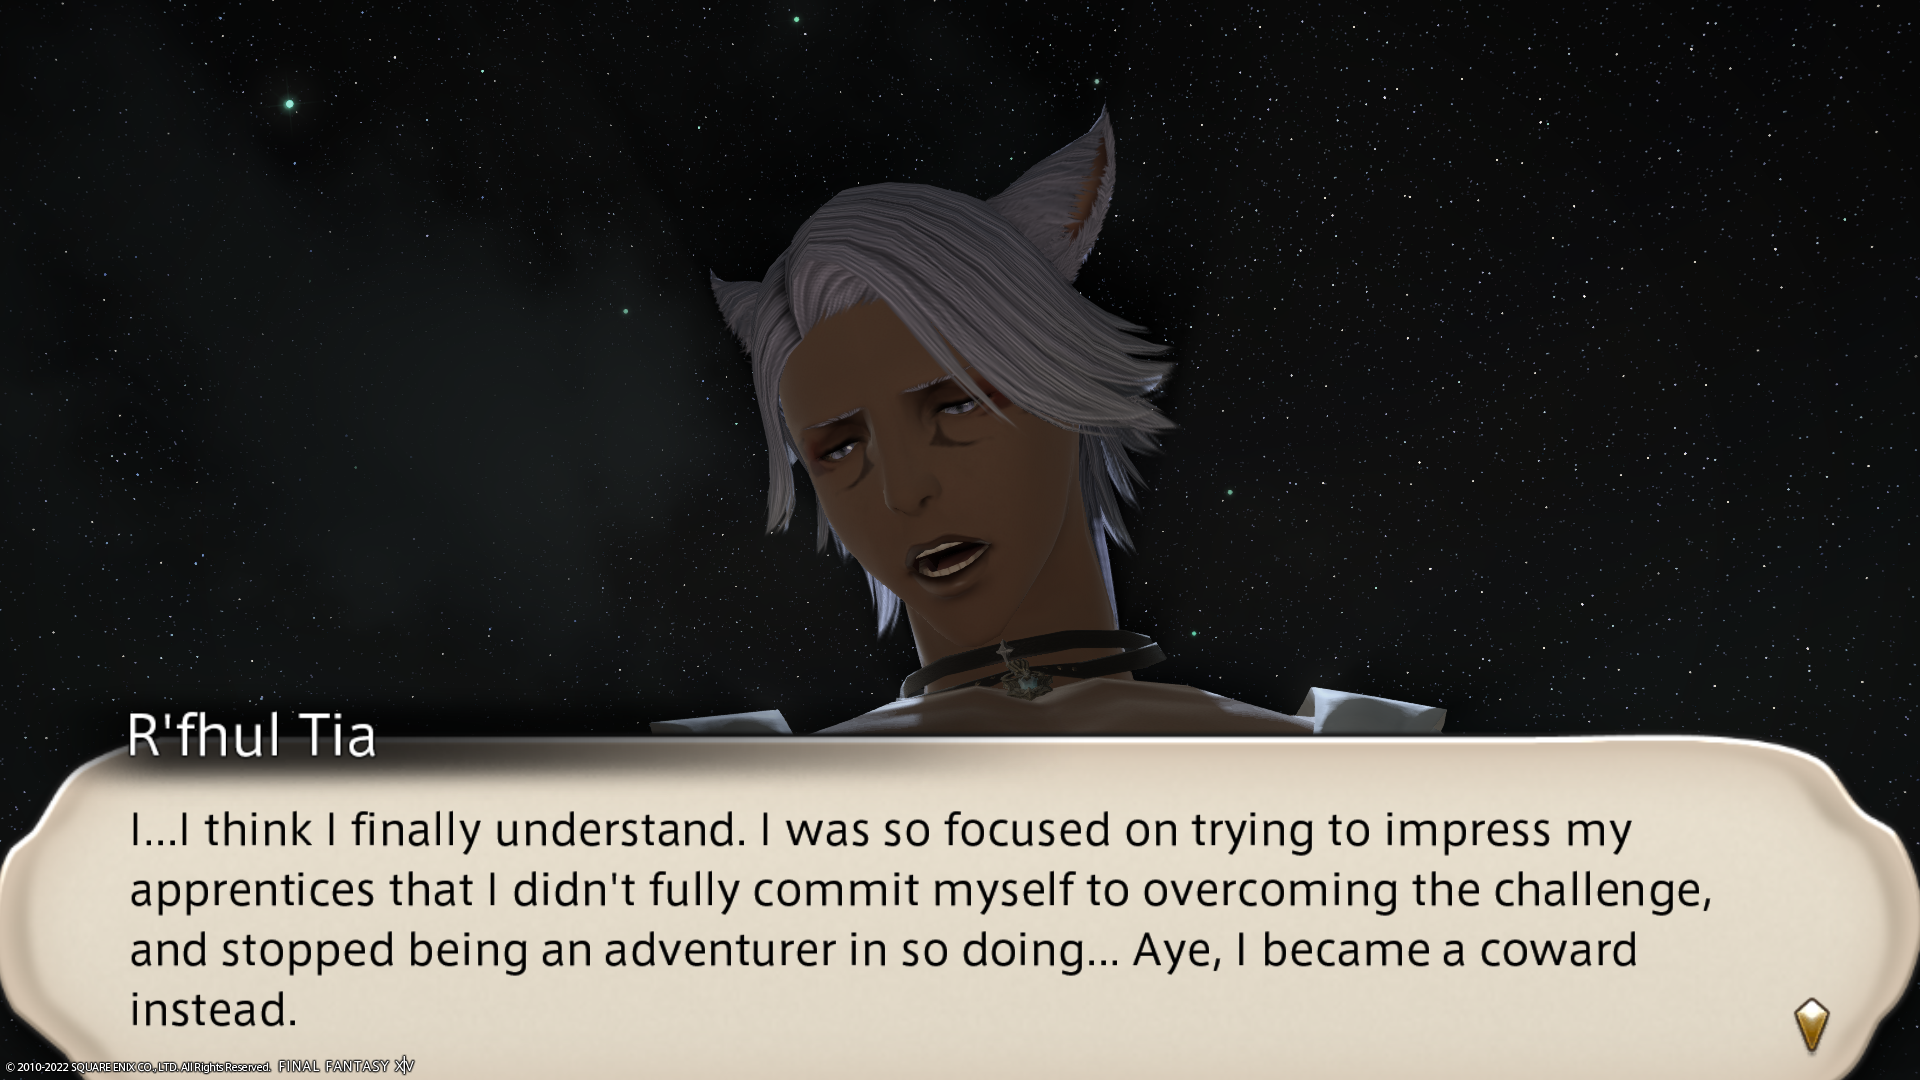 R'fhul Tia
I...I think I finally understand. I was so focused on trying to impress my
apprentices that I didn't fully commit myself to overcoming the challenge,
and stopped being an adventurer in so doing... Aye, I became a coward
instead.
© 2010-2022 SQUARE ENIX CO., LTD. All Rights Reserved. FINAL FANTASY XIV